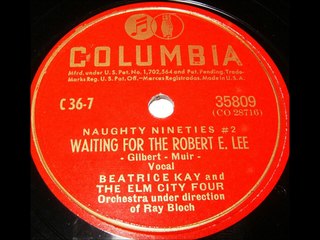 COLUMBIA
Mfrd. under U.S. Pat. No. 1,702,564 and Pat. Pending. Trade-
Marks Reg. U.S. Pat. Off. - Marcas Registradas. Made in U.S.A.
C 36-7
35809
(CO 28716)
NAUGHTY NINETIES #2
WAITING FOR THE ROBERT E. LEE
- Gilbert - Muir -
Vocal
BEATRICE KAY and
THE ELM CITY FOUR
Orchestra under direction
of Ray Bloch